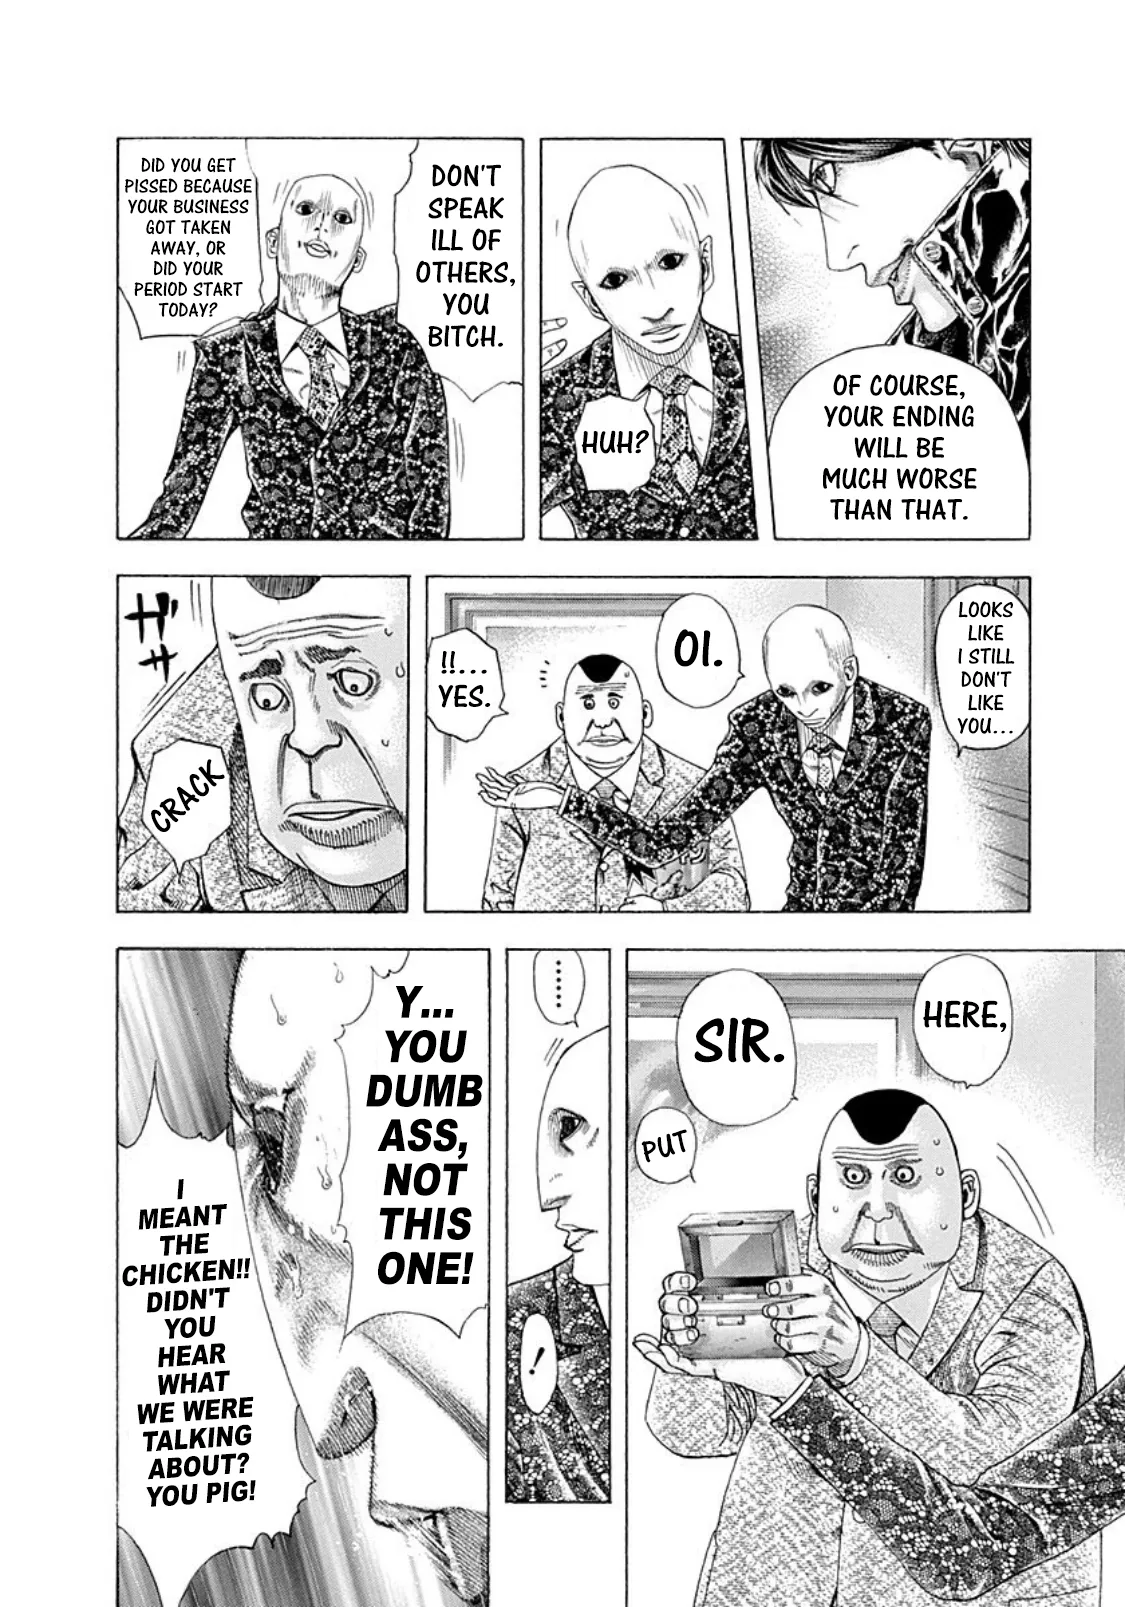 OF COURSE,
YOUR ENDING
WILL BE
MUCH WORSE
THAN THAT.
HUH?
DON'T
SPEAK
ILL OF
OTHERS,
YOU
BITCH.
DID YOU GET
PISSED BECAUSE
YOUR BUSINESS
GOT TAKEN
AWAY, OR
DID YOUR
PERIOD START
TODAY?
LOOKS
LIKE
I STILL
DON'T
LIKE
YOU...
OI.
!!...
YES.
ガサ
CRACK
HERE,
SIR.
PUT
......
!
Y...
YOU
DUMB
ASS,
NOT
THIS
ONE!
I
MEANT
THE
CHICKEN!!
DIDN'T
YOU
HEAR
WHAT
WE WERE
TALKING
ABOUT?
YOU PIG!